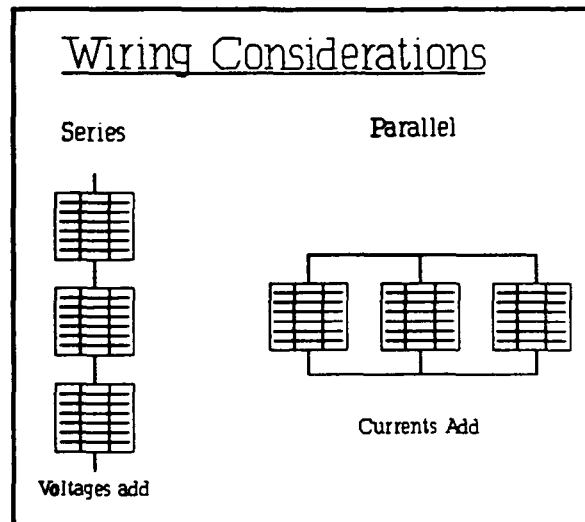 Wiring Considerations
Series
Parallel
Currents Add
Voltages add